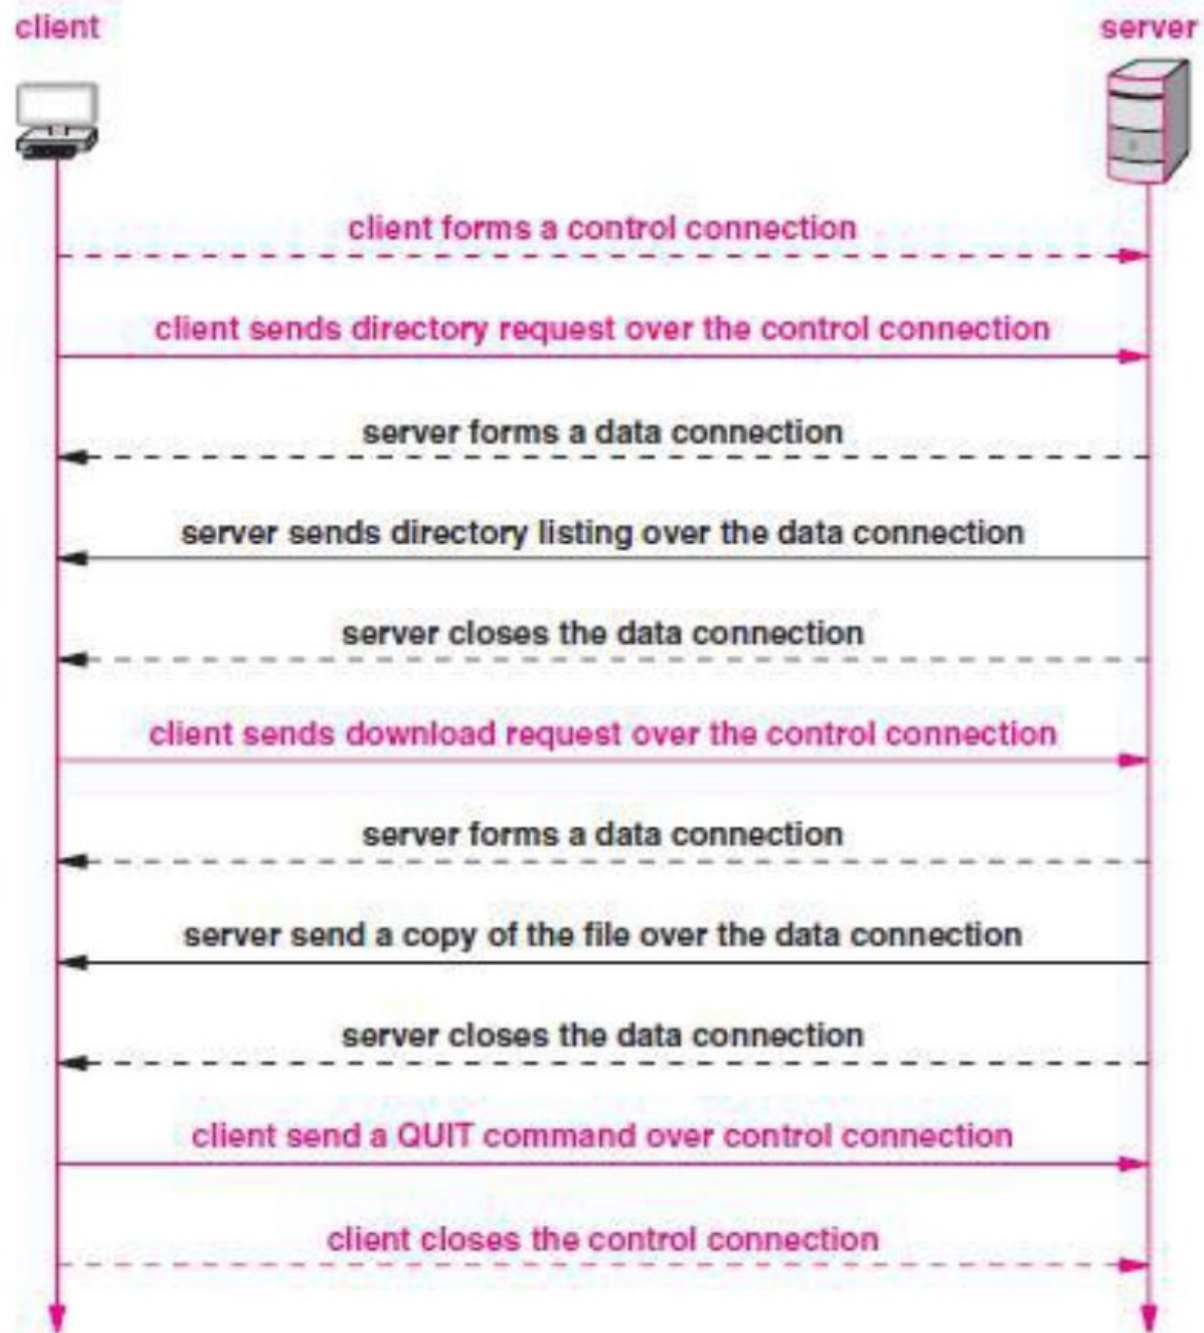 client
server
client forms a control connection
client sends directory request over the control connection
server forms a data connection
server sends directory listing over the data connection
server closes the data connection
client sends download request over the control connection
server forms a data connection
server send a copy of the file over the data connection
server closes the data connection
client send a QUIT command over control connection
client closes the control connection